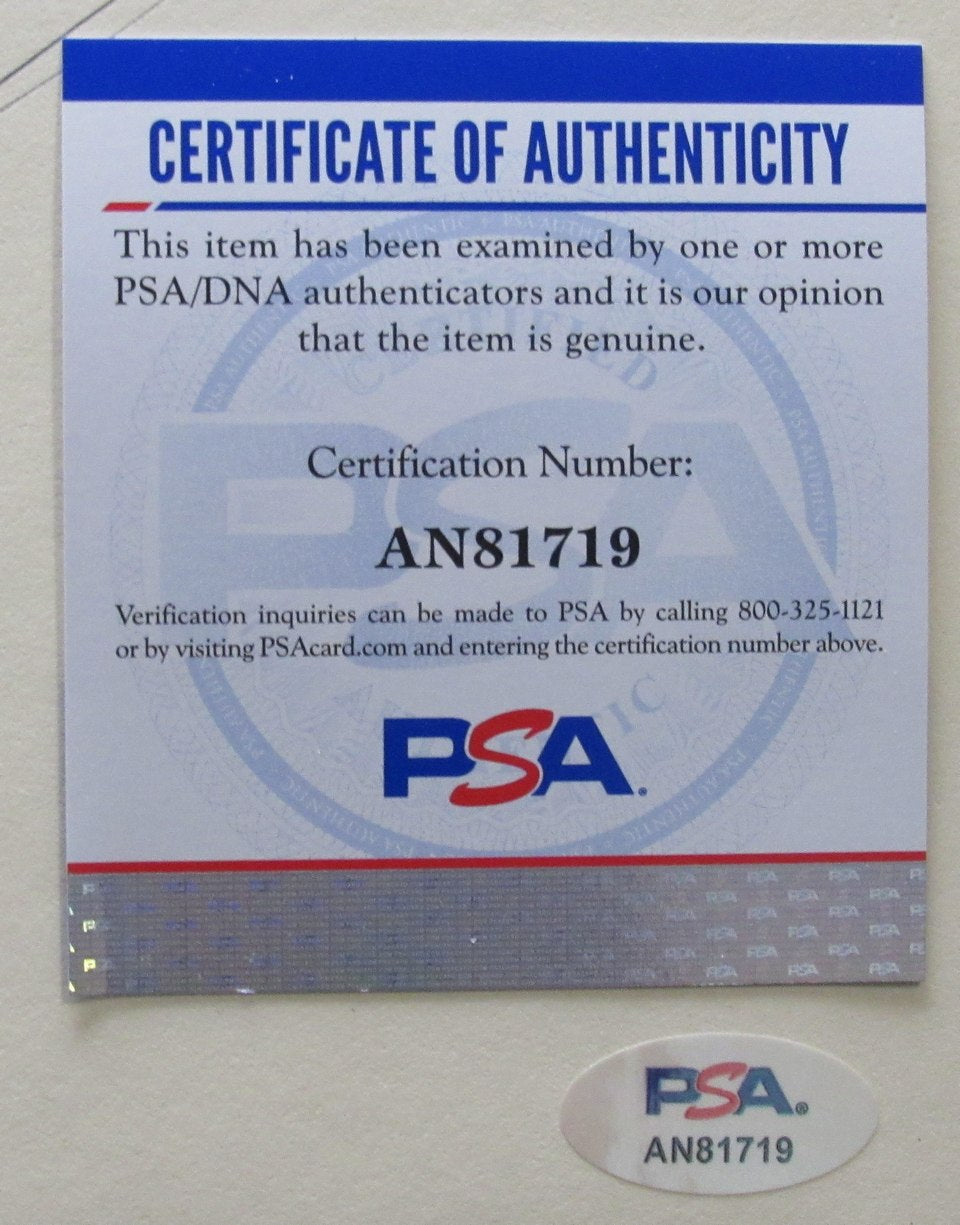 CERTIFICATE OF AUTHENTICITY
This item has been examined by one or more
PSA/DNA authenticators and it is our opinion
that the item is genuine.
Certification Number:
AN81719
Verification inquiries can be made to PSA by calling 800-325-1121
or by visiting PSAcard.com and entering the certification number above.
PSA®
PSA®
AN81719